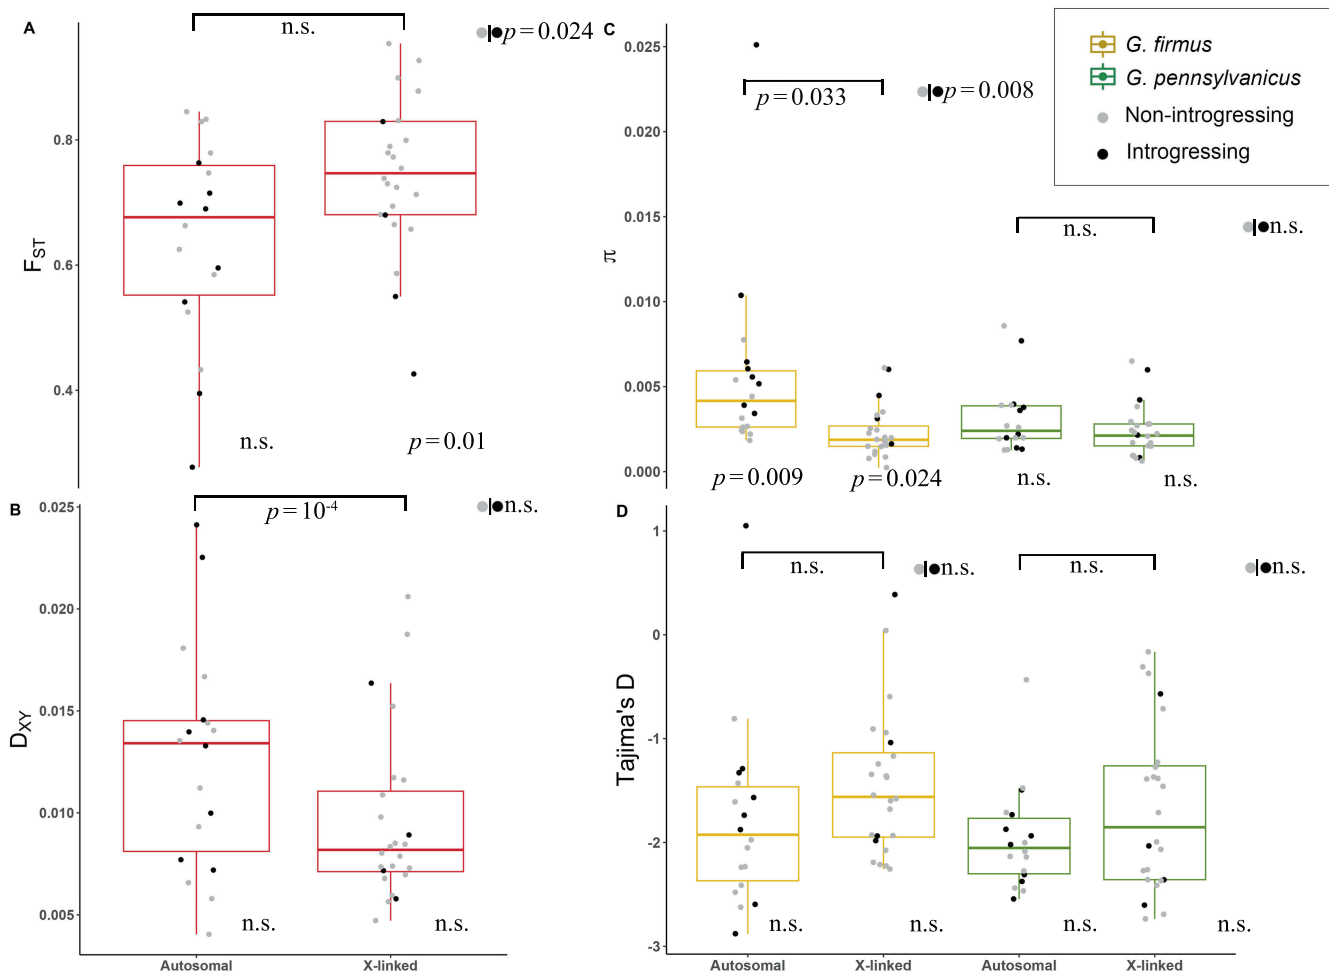 A
n.s.
p = 0.024
0.8
0.6
0.4
FST
n.s.
p = 0.01
B
p = 10-4
n.s.
0.025
0.020
0.015
0.010
0.005
DXY
n.s.
n.s.
Autosomal
X-linked
C
G. firmus
G. pennsylvanicus
Non-introgressing
Introgressing
0.025
0.020
0.015
0.010
0.005
0.000
π
p = 0.033
p = 0.008
n.s.
n.s.
p = 0.009
p = 0.024
n.s.
n.s.
D
1
0
-1
-2
-3
Tajima's D
n.s.
n.s.
n.s.
n.s.
n.s.
n.s.
n.s.
n.s.
Autosomal
X-linked
Autosomal
X-linked